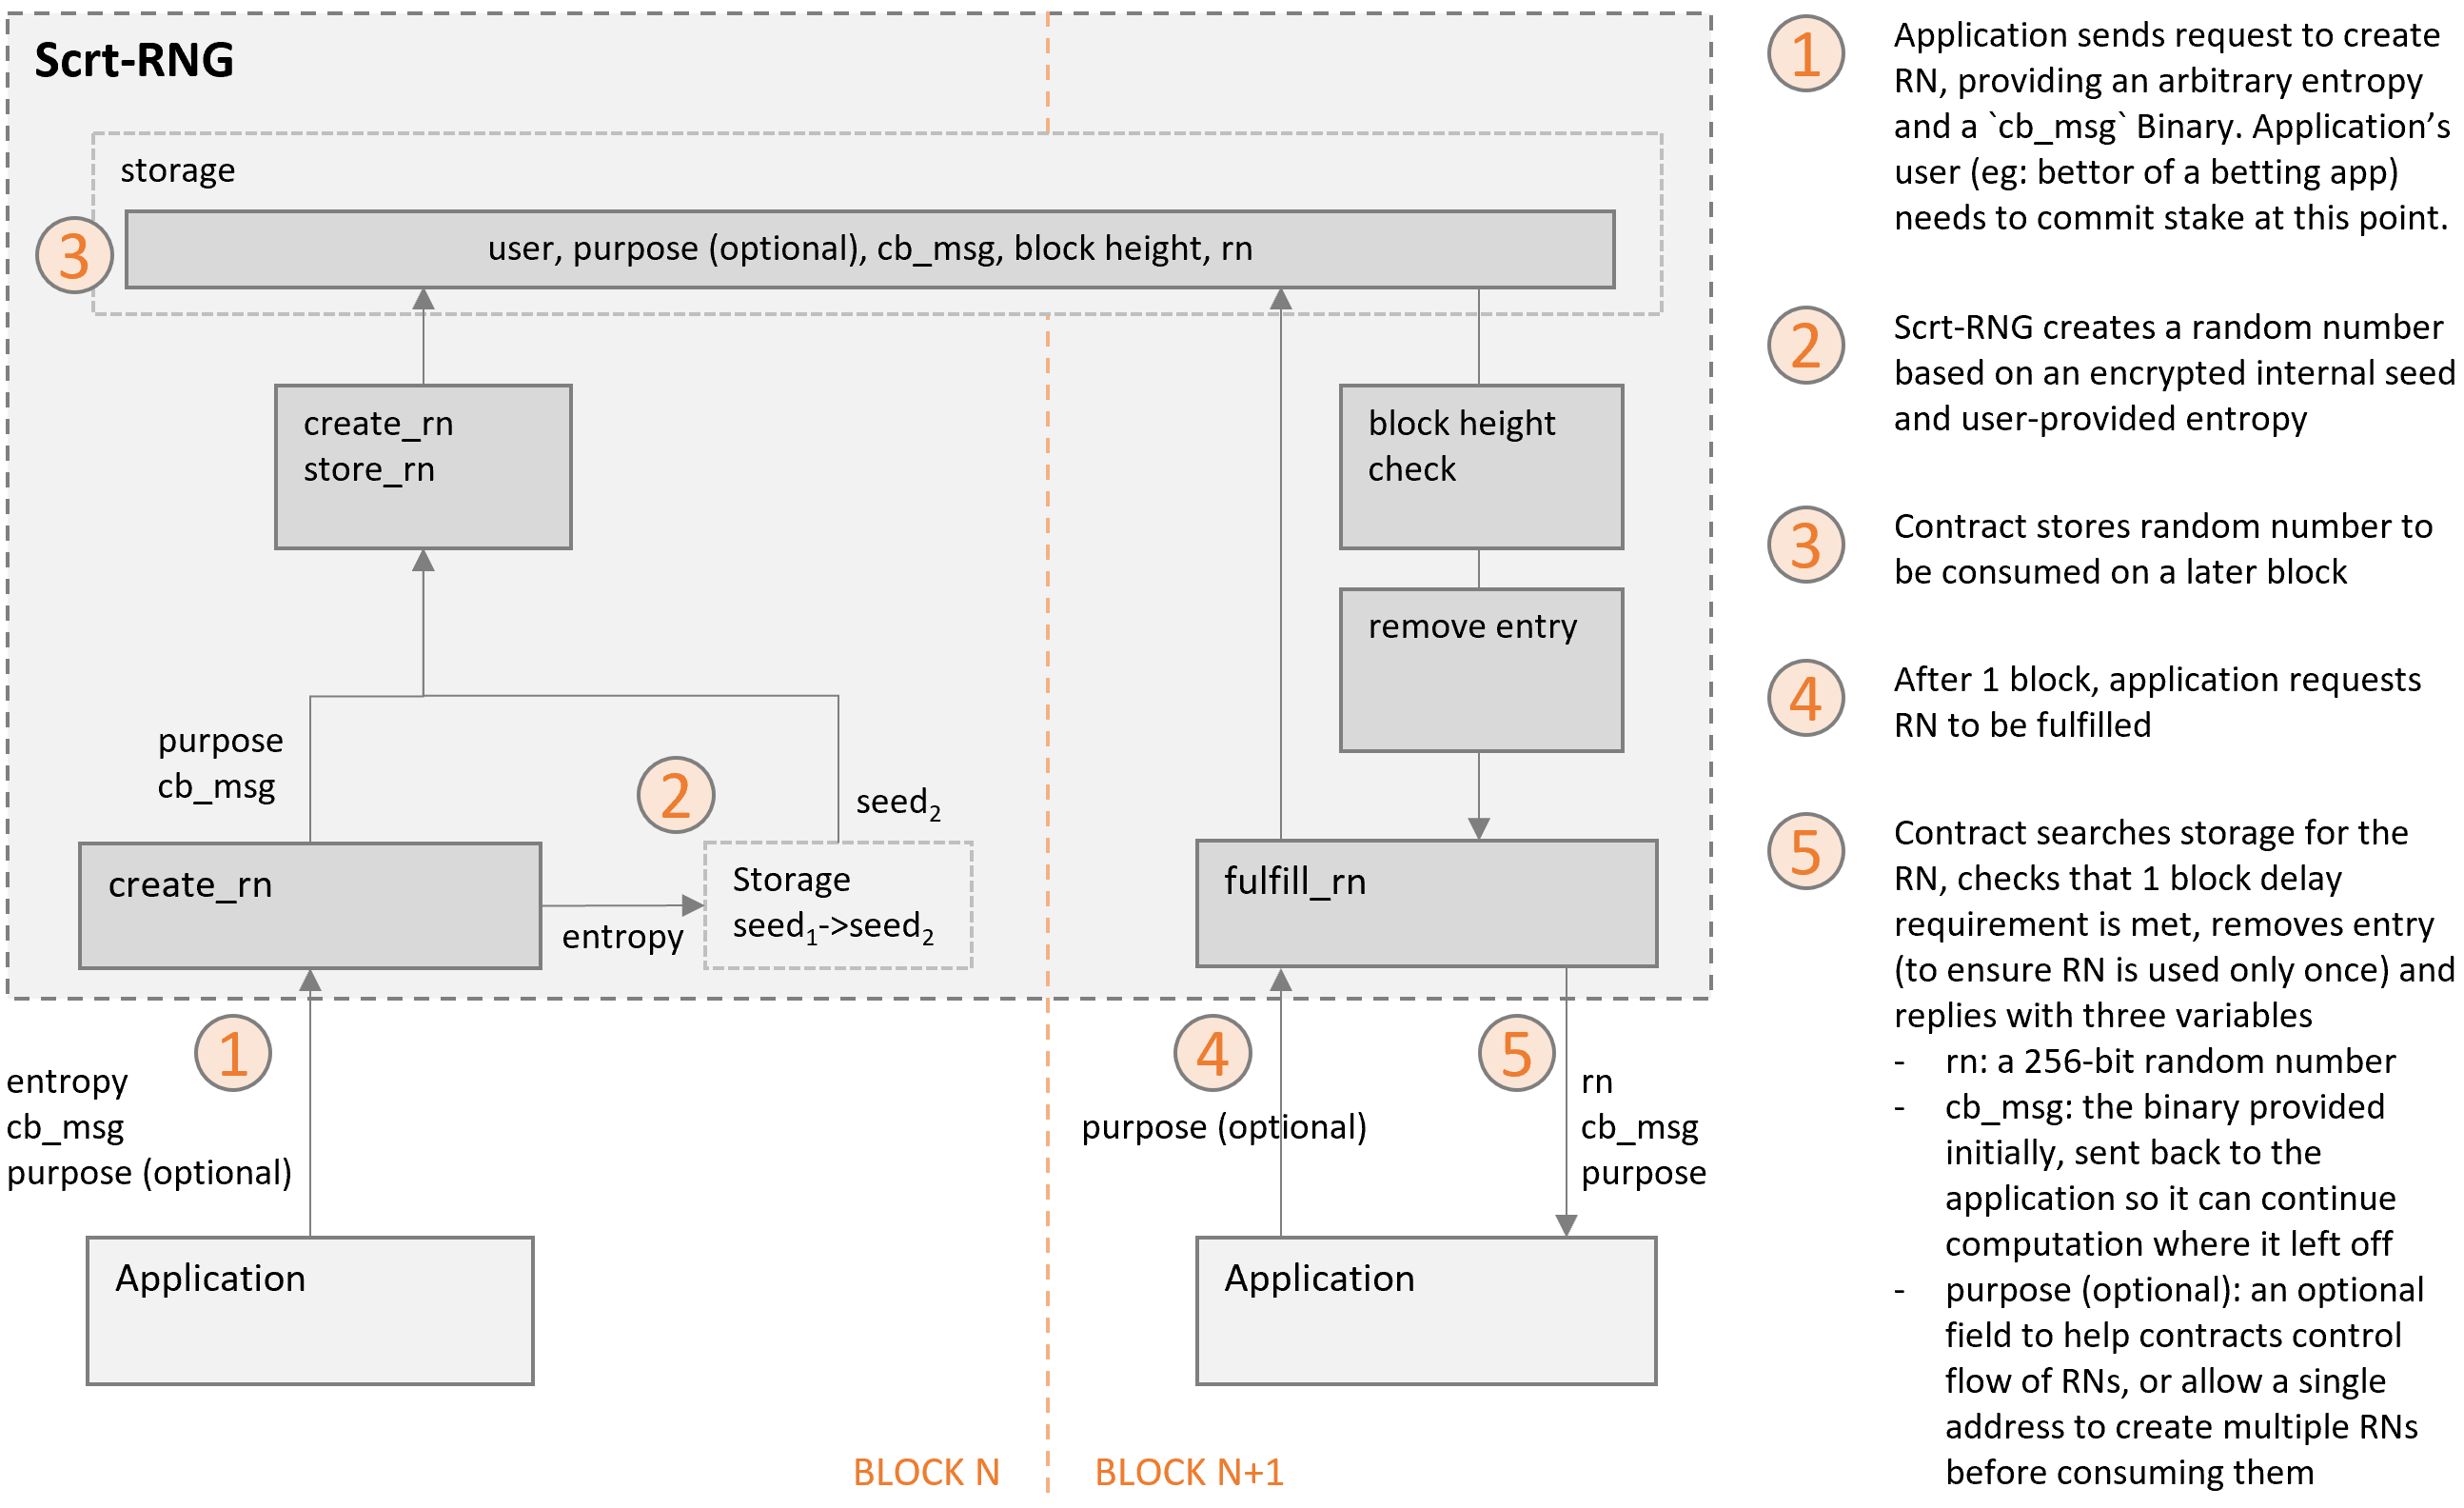 Scrt-RNG
storage
3
user, purpose (optional), cb_msg, block height, rn
create_rn
store_rn
block height
check
remove entry
purpose
cb_msg
2
seed₂
create_rn
entropy
Storage
seed₁->seed₂
fulfill_rn
1
entropy
cb_msg
purpose (optional)
4
purpose (optional)
5
rn
cb_msg
purpose
Application
Application
BLOCK N
BLOCK N+1
1
Application sends request to create
RN, providing an arbitrary entropy
and a `cb_msg` Binary. Application’s
user (eg: bettor of a betting app)
needs to commit stake at this point.
2
Scrt-RNG creates a random number
based on an encrypted internal seed
and user-provided entropy
3
Contract stores random number to
be consumed on a later block
4
After 1 block, application requests
RN to be fulfilled
5
Contract searches storage for the
RN, checks that 1 block delay
requirement is met, removes entry
(to ensure RN is used only once) and
replies with three variables
- rn: a 256-bit random number
- cb_msg: the binary provided
initially, sent back to the
application so it can continue
computation where it left off
- purpose (optional): an optional
field to help contracts control
flow of RNs, or allow a single
address to create multiple RNs
before consuming them